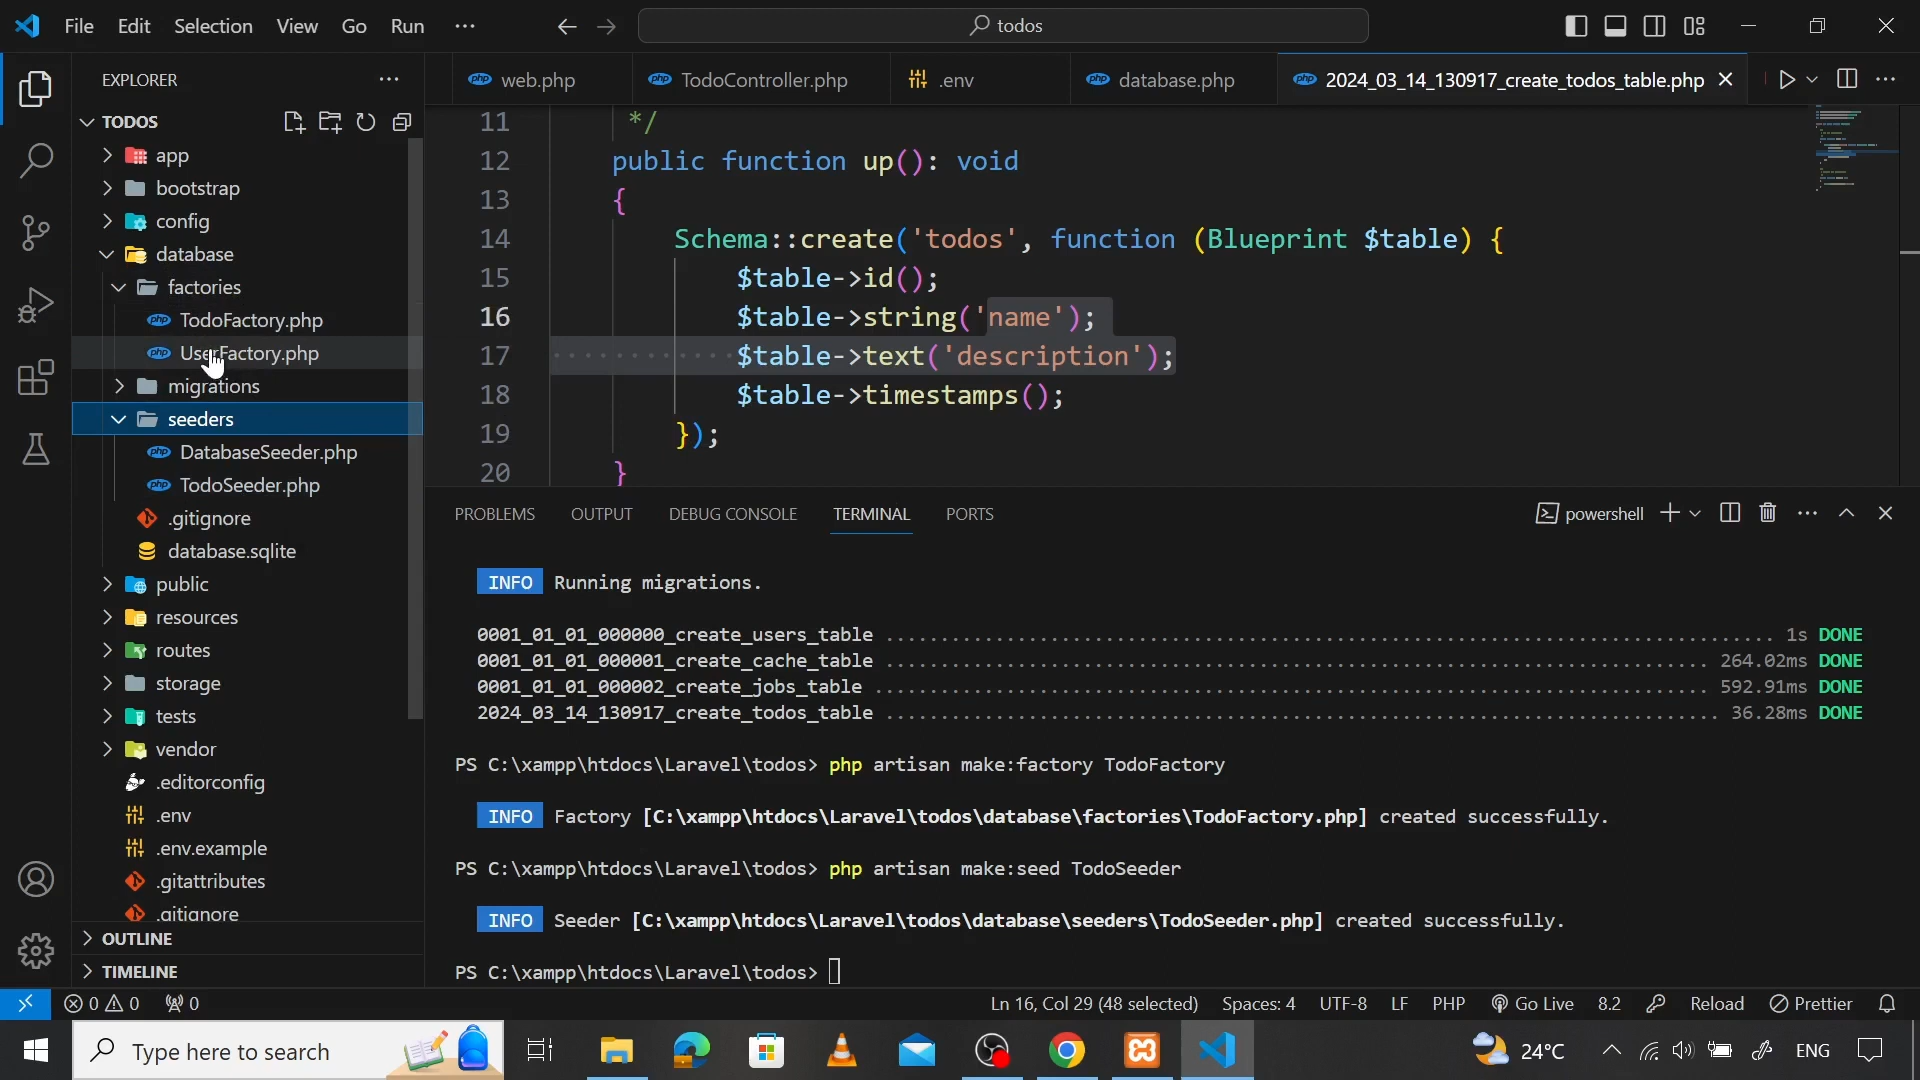 File Edit Selection View Go Run ···
todos
EXPLORER ···
web.php TodoController.php .env database.php 2024_03_14_130917_create_todos_table.php
TODOS
app
bootstrap
config
database
factories
TodoFactory.php
UserFactory.php
migrations
seeders
DatabaseSeeder.php
TodoSeeder.php
.gitignore
database.sqlite
public
resources
routes
storage
tests
vendor
.editorconfig
.env
.env.example
.gitattributes
.gitignore
OUTLINE
TIMELINE
11 */
12 public function up(): void
13 {
14 Schema::create('todos', function (Blueprint $table) {
15 $table->id();
16 $table->string('name');
17 $table->text('description');
18 $table->timestamps();
19 });
20 }
PROBLEMS OUTPUT DEBUG CONSOLE TERMINAL PORTS powershell
INFO Running migrations.
0001_01_01_000000_create_users_table ........................................ 1s DONE
0001_01_01_000001_create_cache_table ........................................ 264.02ms DONE
0001_01_01_000002_create_jobs_table ........................................ 592.91ms DONE
2024_03_14_130917_create_todos_table ........................................ 36.28ms DONE
PS C:\xampp\htdocs\Laravel\todos> php artisan make:factory TodoFactory
INFO Factory [C:\xampp\htdocs\Laravel\todos\database\factories\TodoFactory.php] created successfully.
PS C:\xampp\htdocs\Laravel\todos> php artisan make:seed TodoSeeder
INFO Seeder [C:\xampp\htdocs\Laravel\todos\database\seeders\TodoSeeder.php] created successfully.
PS C:\xampp\htdocs\Laravel\todos>
0 0 0 Ln 16, Col 29 (48 selected) Spaces: 4 UTF-8 LF PHP Go Live 8.2 Reload Prettier
Type here to search 24°C ENG